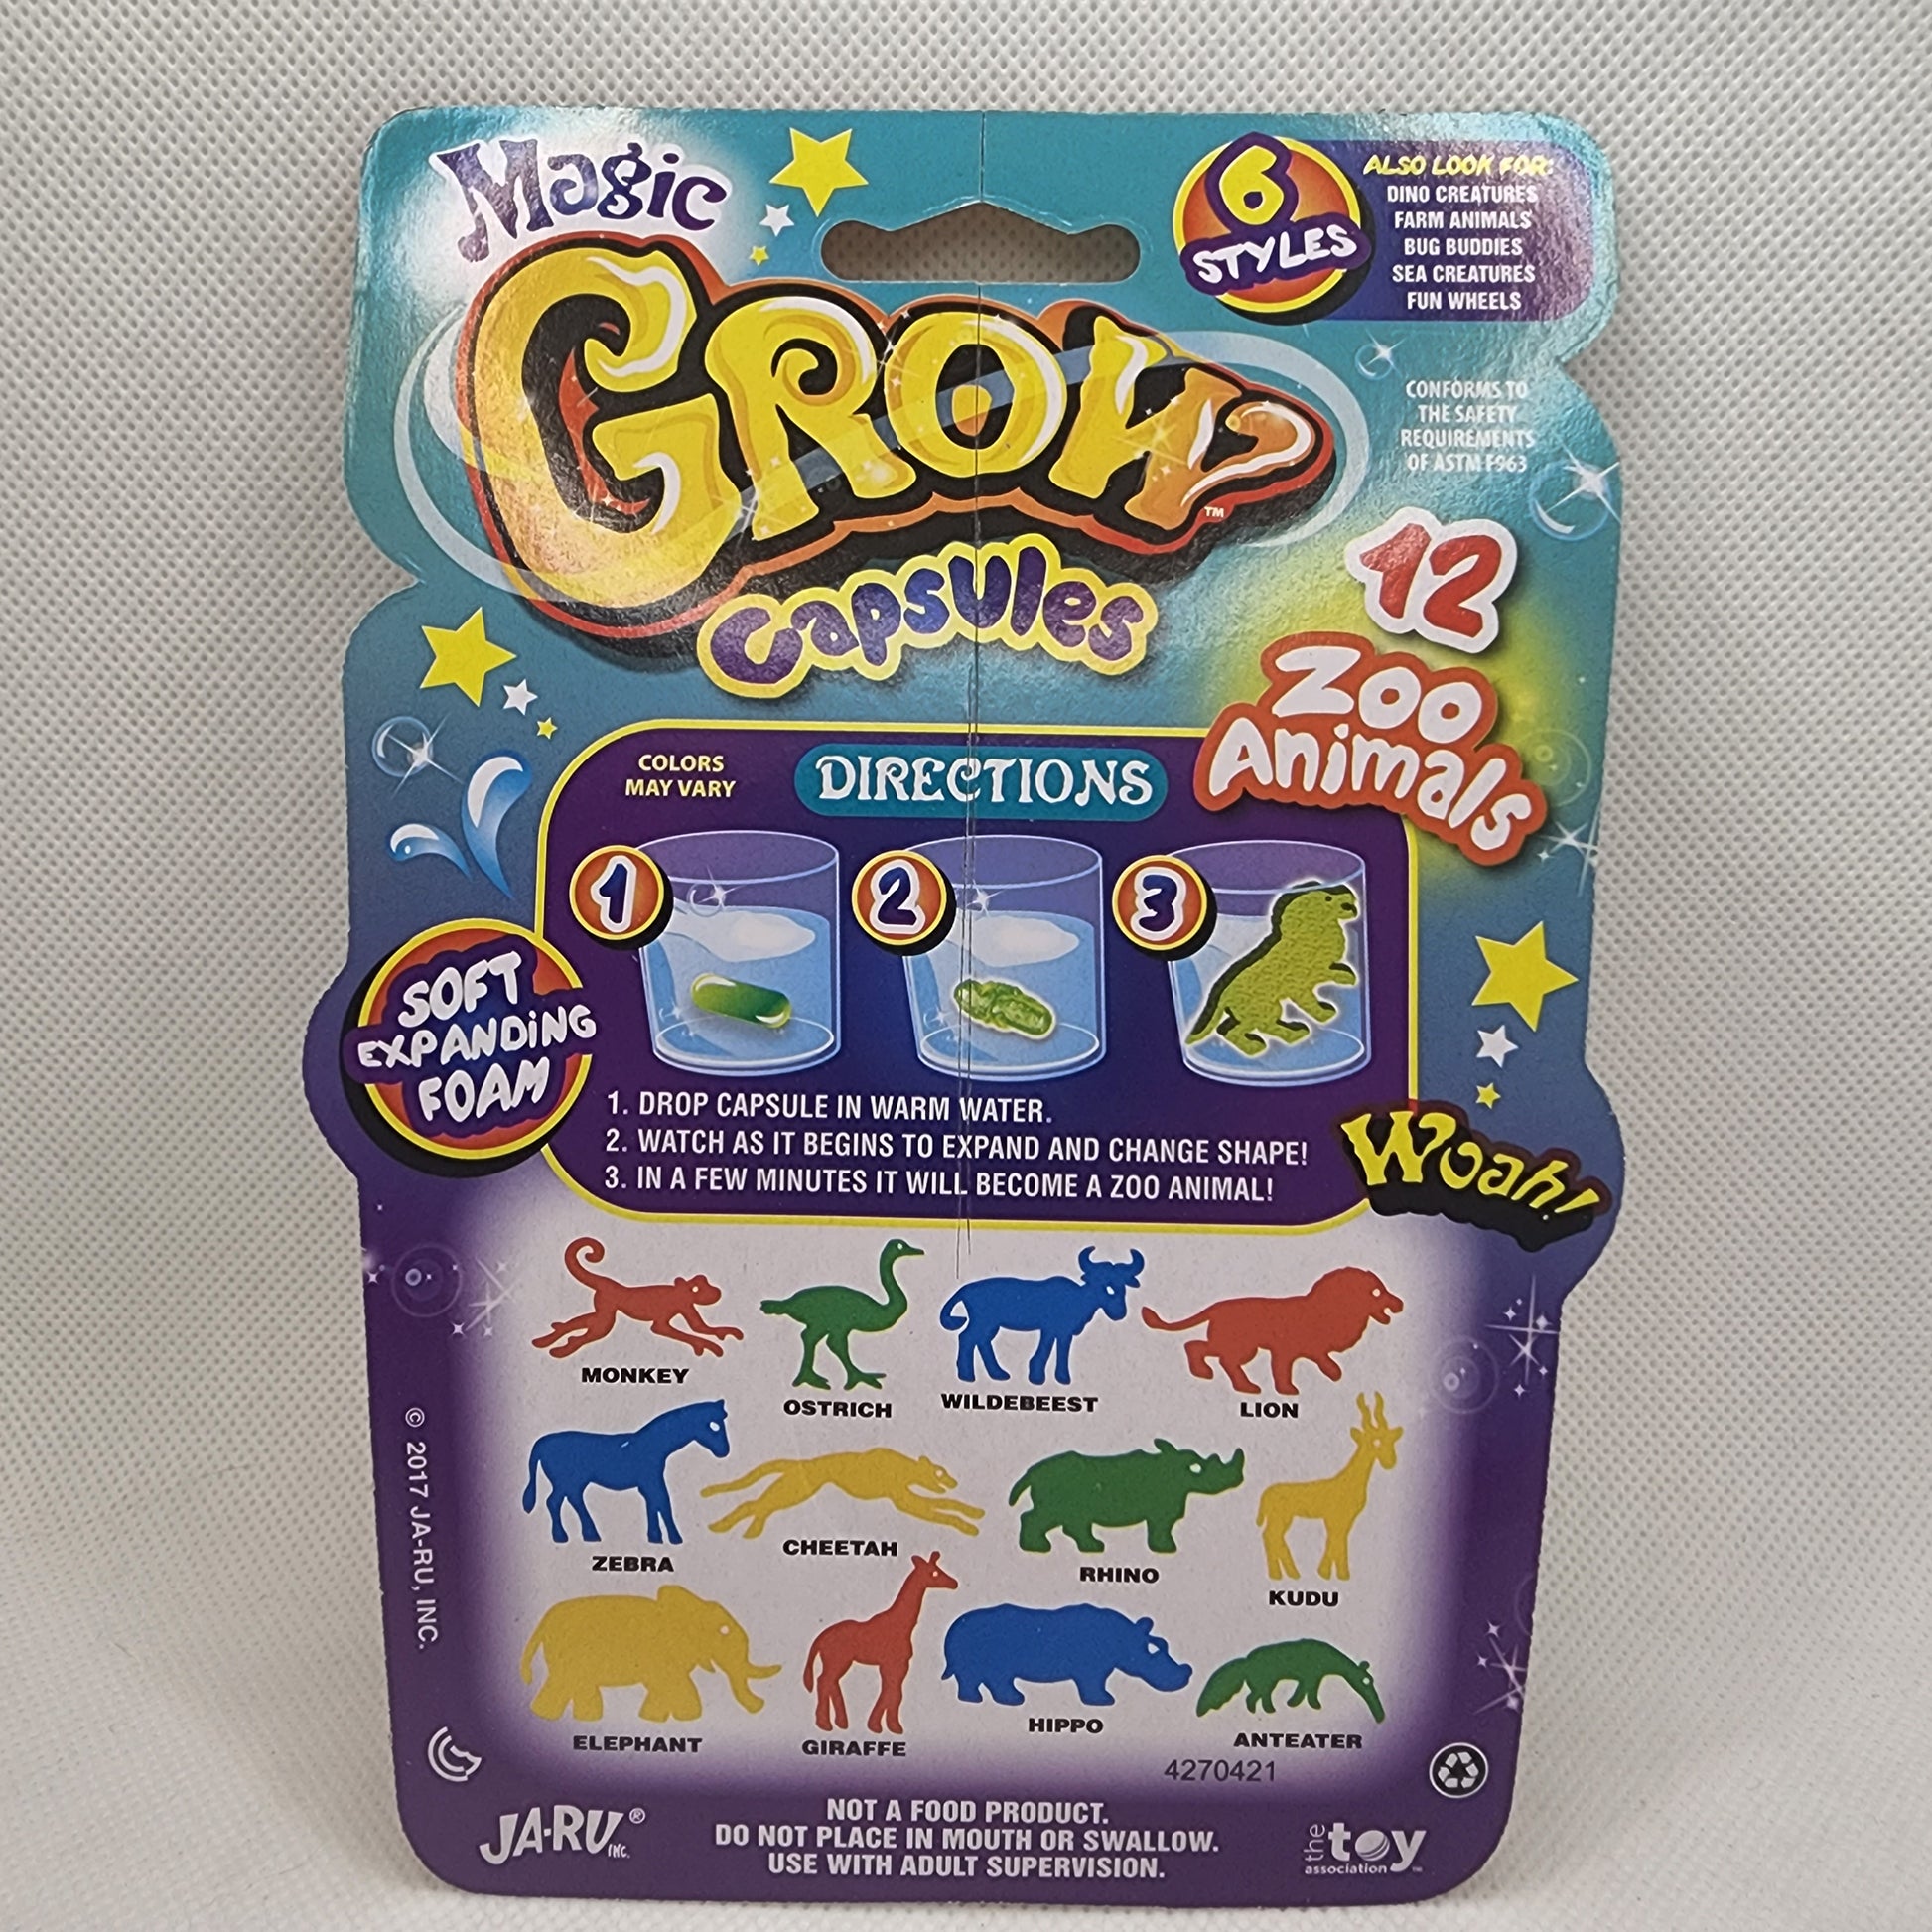 Magic
GROW™
Capsules
6
STYLES
ALSO LOOK FOR:
DINO CREATURES
FARM ANIMALS
BUG BUDDIES
SEA CREATURES
FUN WHEELS
CONFORMS TO
THE SAFETY
REQUIREMENTS
OF ASTM F963
12
Zoo
Animals
COLORS
MAY VARY
DIRECTIONS
1
2
3
SOFT
EXPANDING
FOAM
1. DROP CAPSULE IN WARM WATER.
2. WATCH AS IT BEGINS TO EXPAND AND CHANGE SHAPE!
3. IN A FEW MINUTES IT WILL BECOME A ZOO ANIMAL!
Woah!
MONKEY
OSTRICH
WILDEBEEST
LION
ZEBRA
CHEETAH
RHINO
KUDU
ELEPHANT
GIRAFFE
HIPPO
ANTEATER
4270421
© 2017 JA-RU, INC.
JA-RU® INC.
NOT A FOOD PRODUCT.
DO NOT PLACE IN MOUTH OR SWALLOW.
USE WITH ADULT SUPERVISION.
the toy
association™